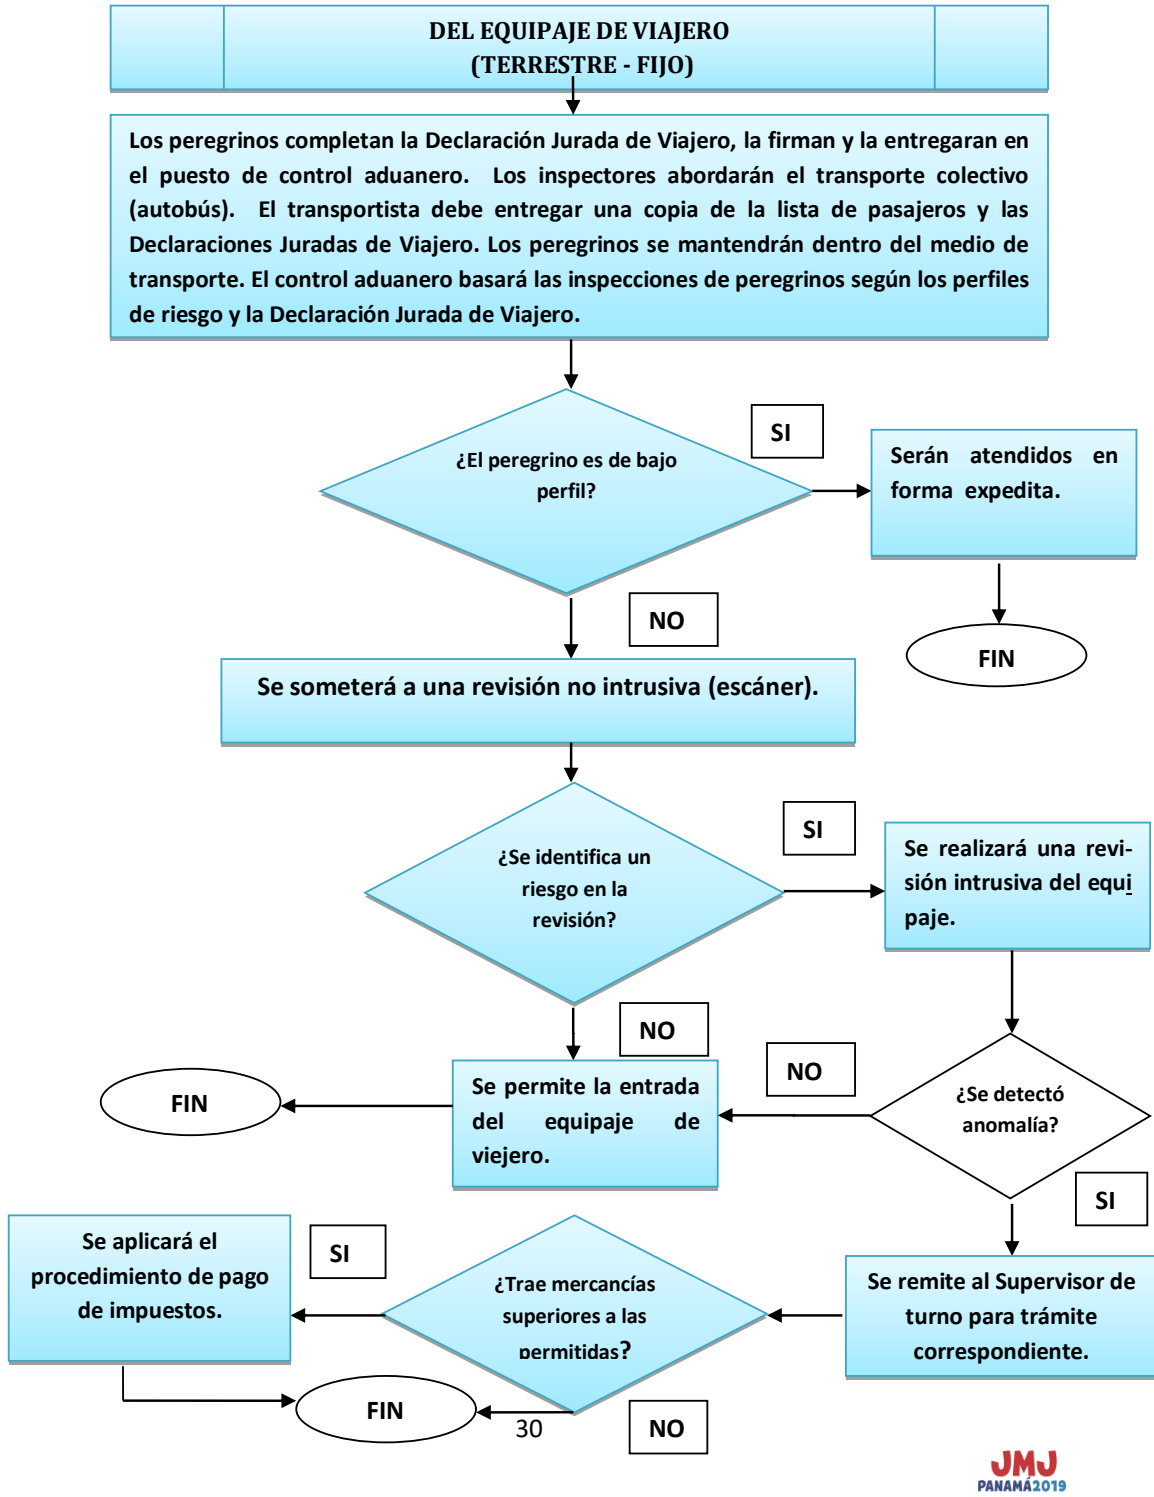 DEL EQUIPAJE DE VIAJERO
(TERRESTRE - FIJO)
Los peregrinos completan la Declaración Jurada de Viajero, la firman y la entregaran en
el puesto de control aduanero. Los inspectores abordarán el transporte colectivo
(autobús). El transportista debe entregar una copia de la lista de pasajeros y las
Declaraciones Juradas de Viajero. Los peregrinos se mantendrán dentro del medio de
transporte. El control aduanero basará las inspecciones de peregrinos según los perfiles
de riesgo y la Declaración Jurada de Viajero.
¿El peregrino es de bajo
perfil?
SI
Serán atendidos en
forma expedita.
FIN
NO
Se someterá a una revisión no intrusiva (escáner).
¿Se identifica un
riesgo en la
revisión?
SI
Se realizará una revi-
sión intrusiva del equi
paje.
NO
¿Se detectó
anomalía?
NO
Se permite la entrada
del equipaje de
viejero.
FIN
SI
Se remite al Supervisor de
turno para trámite
correspondiente.
¿Trae mercancías
superiores a las
permitidas?
SI
Se aplicará el
procedimiento de pago
de impuestos.
FIN
NO
30
JMJ
PANAMÁ2019